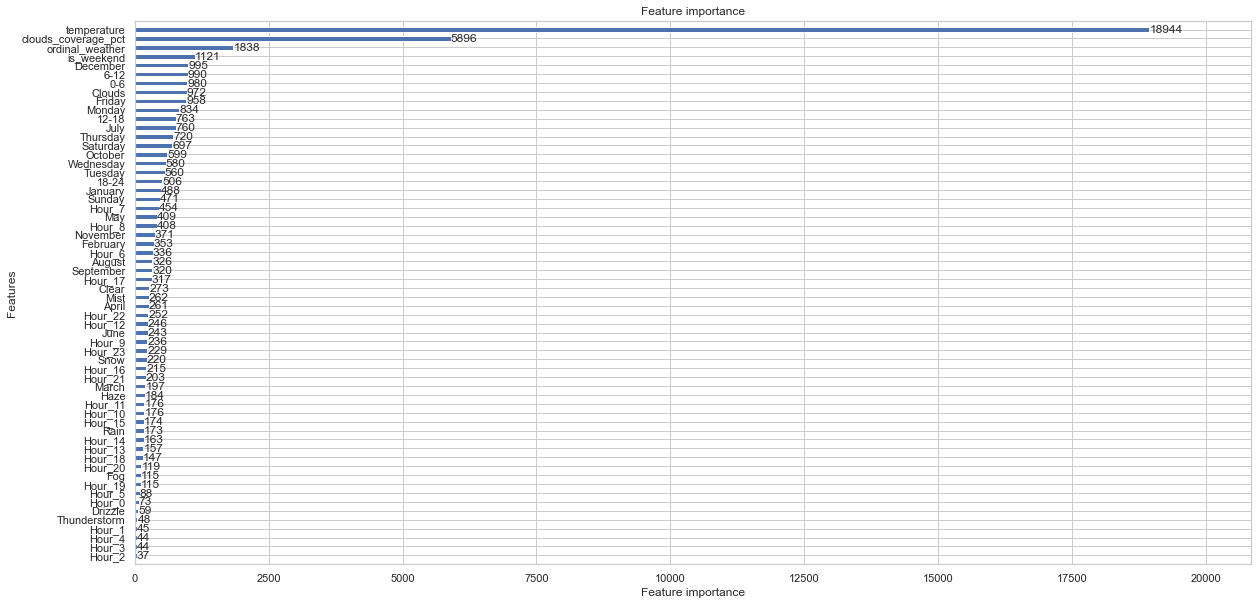 Feature importance
temperature 18944
clouds_coverage_pct 5896
ordinal_weather 1838
is_weekend 1121
December 995
6-12 990
0-6 980
Clouds 972
Friday 958
Monday 834
12-18 763
July 760
Thursday 720
Saturday 697
October 599
Wednesday 580
Tuesday 560
18-24 506
January 488
Sunday 471
Hour_7 454
May 409
Hour_8 408
November 371
February 353
Hour_6 336
August 326
September 320
Hour_17 317
Clear 273
Mist 262
April 261
Hour_22 252
Hour_12 246
June 243
Hour_9 236
Hour_23 229
Snow 220
Hour_16 215
Hour_21 203
March 197
Haze 184
Hour_11 176
Hour_10 176
Hour_15 174
Rain 173
Hour_14 163
Hour_13 157
Hour_18 147
Hour_20 119
Fog 115
Hour_19 115
Hour_5 88
Hour_0 73
Drizzle 59
Thunderstorm 48
Hour_1 45
Hour_4 44
Hour_3 44
Hour_2 37
Features
0 2500 5000 7500 10000 12500 15000 17500 20000
Feature importance